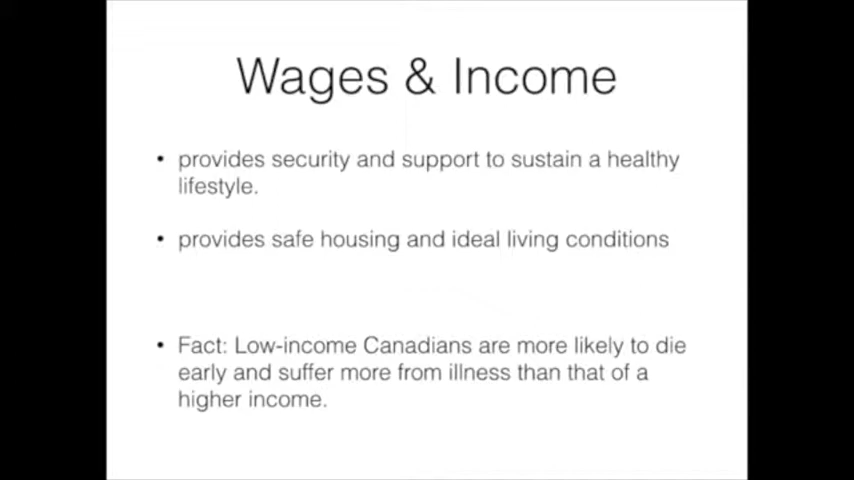 Wages & Income
• provides security and support to sustain a healthy
lifestyle.
• provides safe housing and ideal living conditions
• Fact: Low-income Canadians are more likely to die
early and suffer more from illness than that of a
higher income.